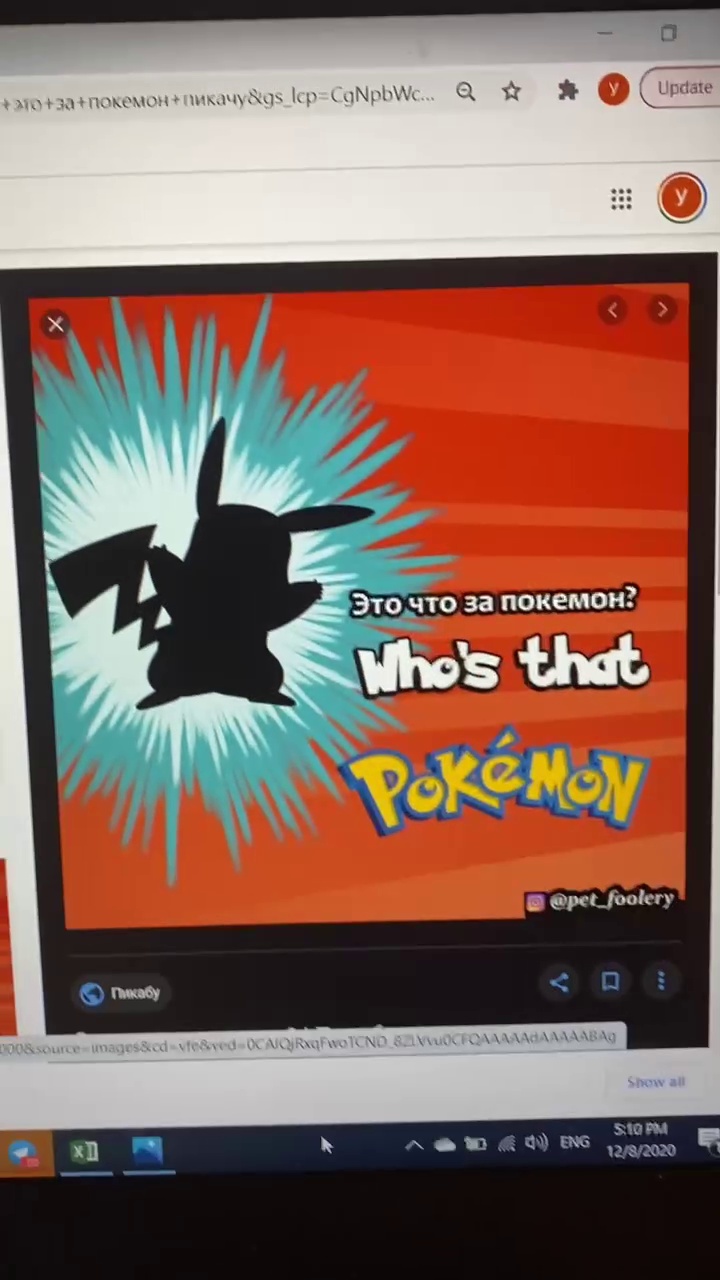 +это+за+покемон+пикачу&gs_lcp=CgNpbWc...
y
Update
y
Это что за покемон?
Who's that
POKéMON
@pet_foolery
Пикабу
Show all
ENG
5:10 PM
12/8/2020